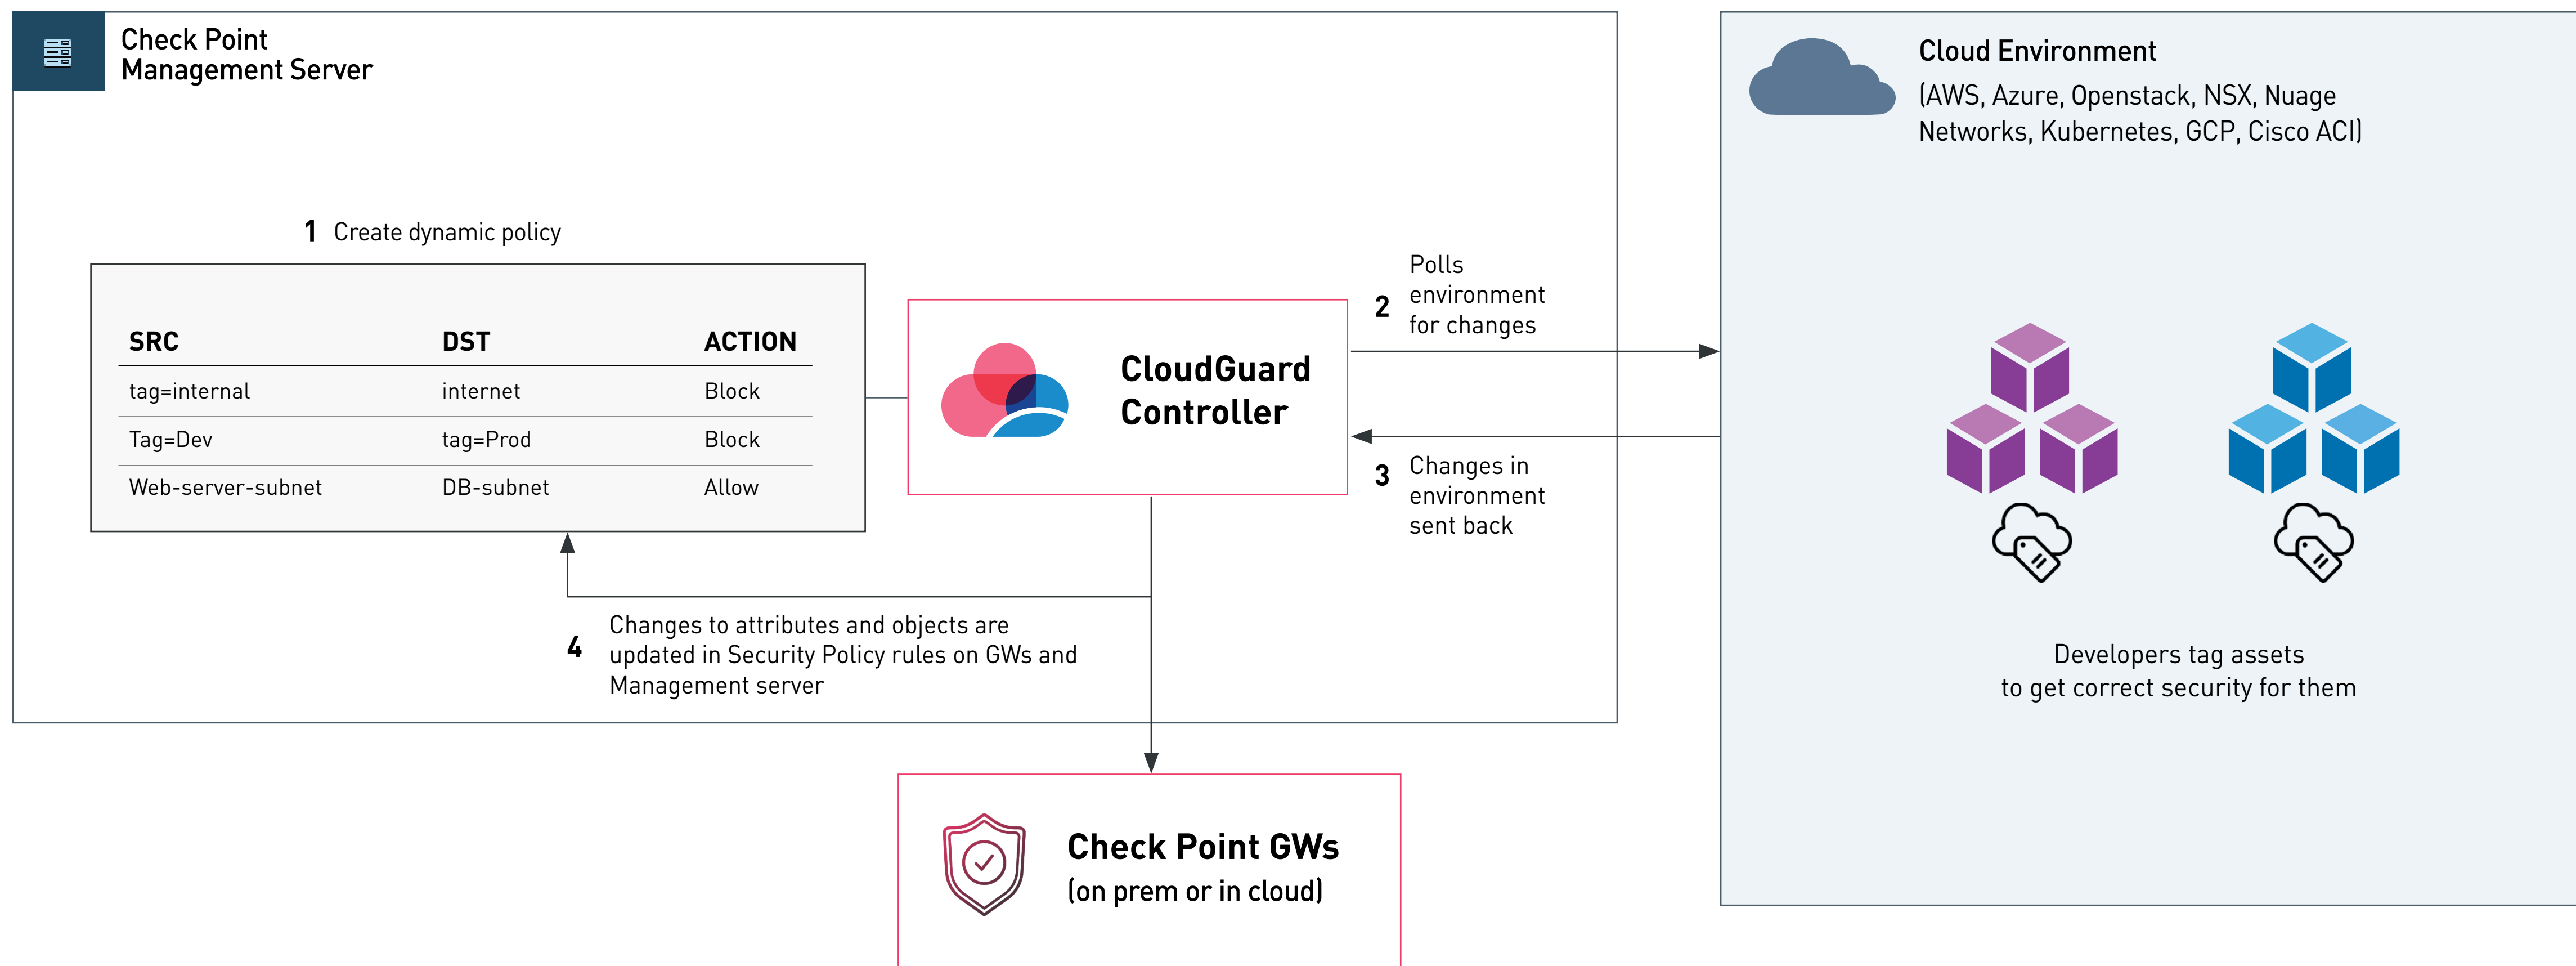 Check Point
Management Server
1 Create dynamic policy
SRC DST ACTION
tag=internal internet Block
Tag=Dev tag=Prod Block
Web-server-subnet DB-subnet Allow
CloudGuard
Controller
2 Polls
environment
for changes
3 Changes in
environment
sent back
4 Changes to attributes and objects are
updated in Security Policy rules on GWs and
Management server
Check Point GWs
(on prem or in cloud)
Cloud Environment
(AWS, Azure, Openstack, NSX, Nuage
Networks, Kubernetes, GCP, Cisco ACI)
Developers tag assets
to get correct security for them